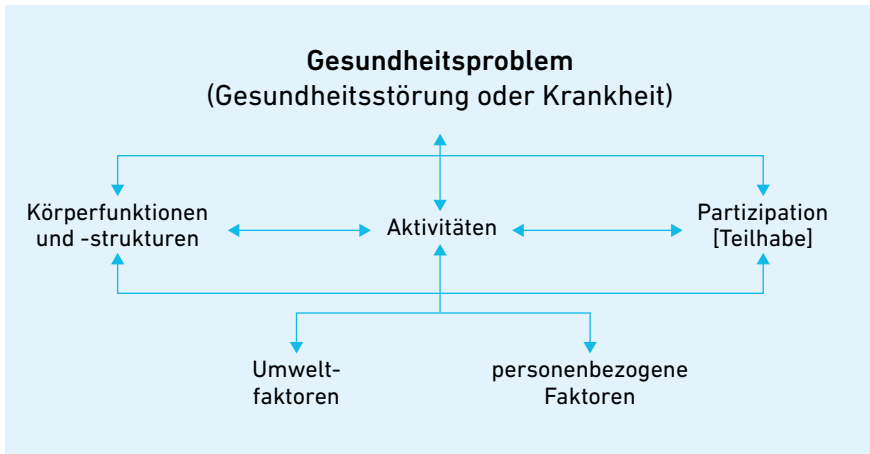 Gesundheitsproblem
(Gesundheitsstörung oder Krankheit)
Körperfunktionen
und -strukturen
Aktivitäten
Partizipation
[Teilhabe]
Umwelt-
faktoren
personenbezogene
Faktoren